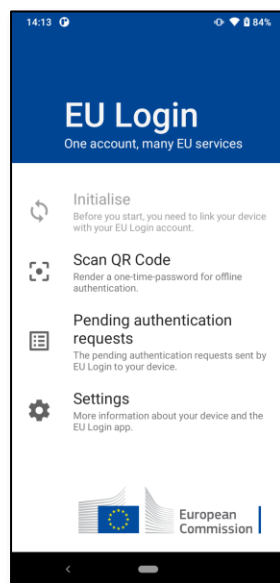 14:13 84%
EU Login
One account, many EU services
Initialise
Before you start, you need to link your device
with your EU Login account.
Scan QR Code
Render a one-time-password for offline
authentication.
Pending authentication
requests
The pending authentication requests sent by
EU Login to your device.
Settings
More information about your device and the
EU Login app.
European
Commission